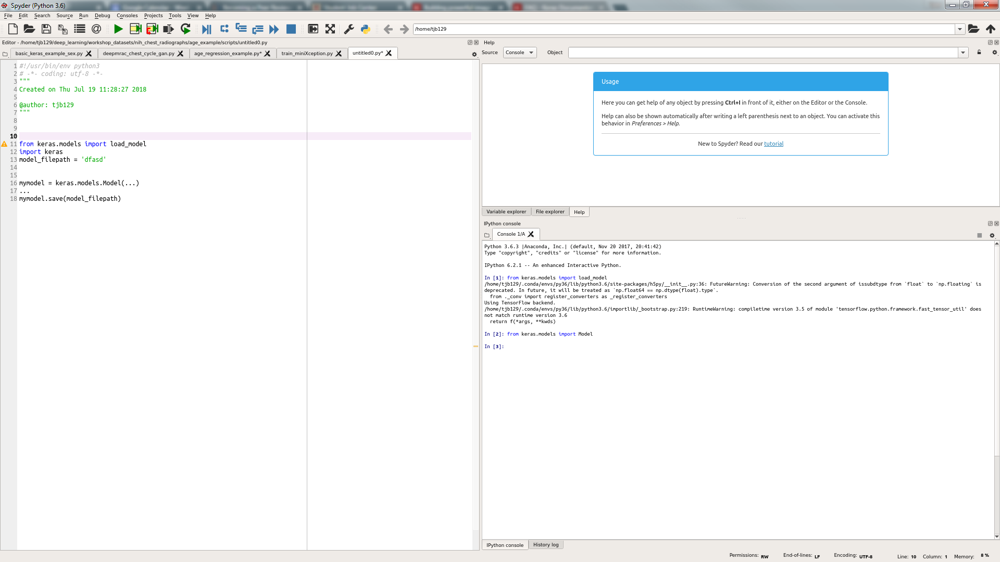 Spyder (Python 3.6)
File Edit Search Source Run Debug Consoles Projects Tools View Help
/home/tjb129
Editor - /home/tjb129/deep_learning/workshop_datasets/nih_chest_radiographs/age_example/scripts/untitled0.py
basic_keras_example_sex.py deepmrac_chest_cycle_gan.py age_regression_example.py* train_miniXception.py untitled0.py*
1 #!/usr/bin/env python3
2 # -*- coding: utf-8 -*-
3 """
4 Created on Thu Jul 19 11:28:27 2018
5
6 @author: tjb129
7 """
8
9
10
11 from keras.models import load_model
12 import keras
13 model_filepath = 'dfasd'
14
15
16 mymodel = keras.models.Model(...)
17 ...
18 mymodel.save(model_filepath)
Help
Source Console Object
Usage
Here you can get help of any object by pressing Ctrl+I in front of it, either on the Editor or the Console.
Help can also be shown automatically after writing a left parenthesis next to an object. You can activate this
behavior in Preferences > Help.
New to Spyder? Read our tutorial
Variable explorer File explorer Help
IPython console
Console 1/A
Python 3.6.3 |Anaconda, Inc.| (default, Nov 20 2017, 20:41:42)
Type "copyright", "credits" or "license" for more information.
IPython 6.2.1 -- An enhanced Interactive Python.
In [1]: from keras.models import load_model
/home/tjb129/.conda/envs/py36/lib/python3.6/site-packages/h5py/__init__.py:36: FutureWarning: Conversion of the second argument of issubdtype from `float` to `np.floating` is
deprecated. In future, it will be treated as `np.float64 == np.dtype(float).type`.
from ._conv import register_converters as _register_converters
Using TensorFlow backend.
/home/tjb129/.conda/envs/py36/lib/python3.6/importlib/_bootstrap.py:219: RuntimeWarning: compiletime version 3.5 of module 'tensorflow.python.framework.fast_tensor_util' does
not match runtime version 3.6
return f(*args, **kwds)
In [2]: from keras.models import Model
In [3]:
IPython console History log
Permissions: RW End-of-lines: LF Encoding: UTF-8 Line: 10 Column: 1 Memory: 8 %